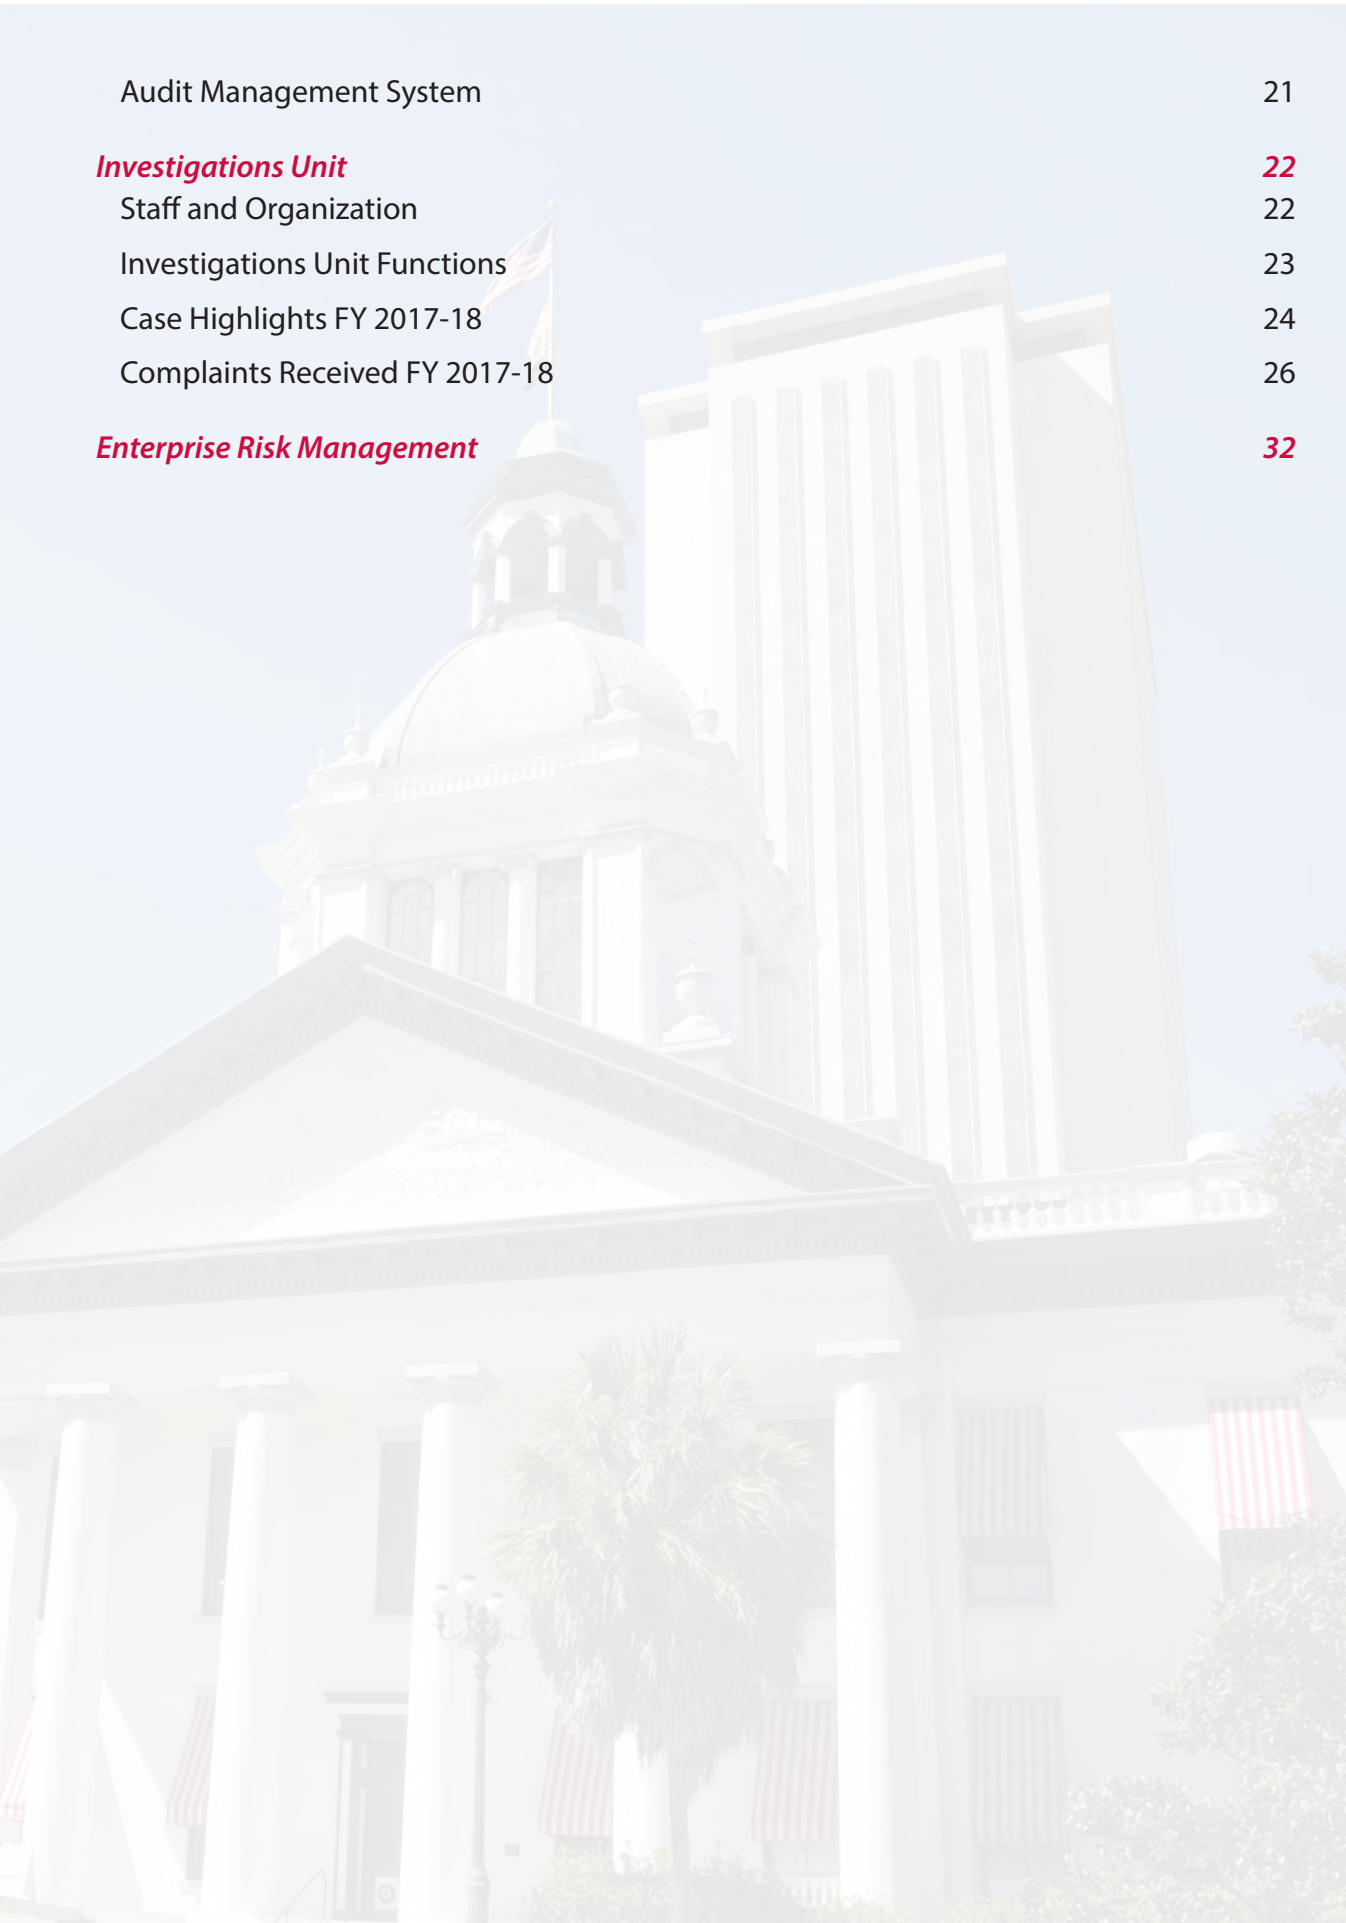 Audit Management System 21
Investigations Unit 22
Staff and Organization 22
Investigations Unit Functions 23
Case Highlights FY 2017-18 24
Complaints Received FY 2017-18 26
Enterprise Risk Management 32